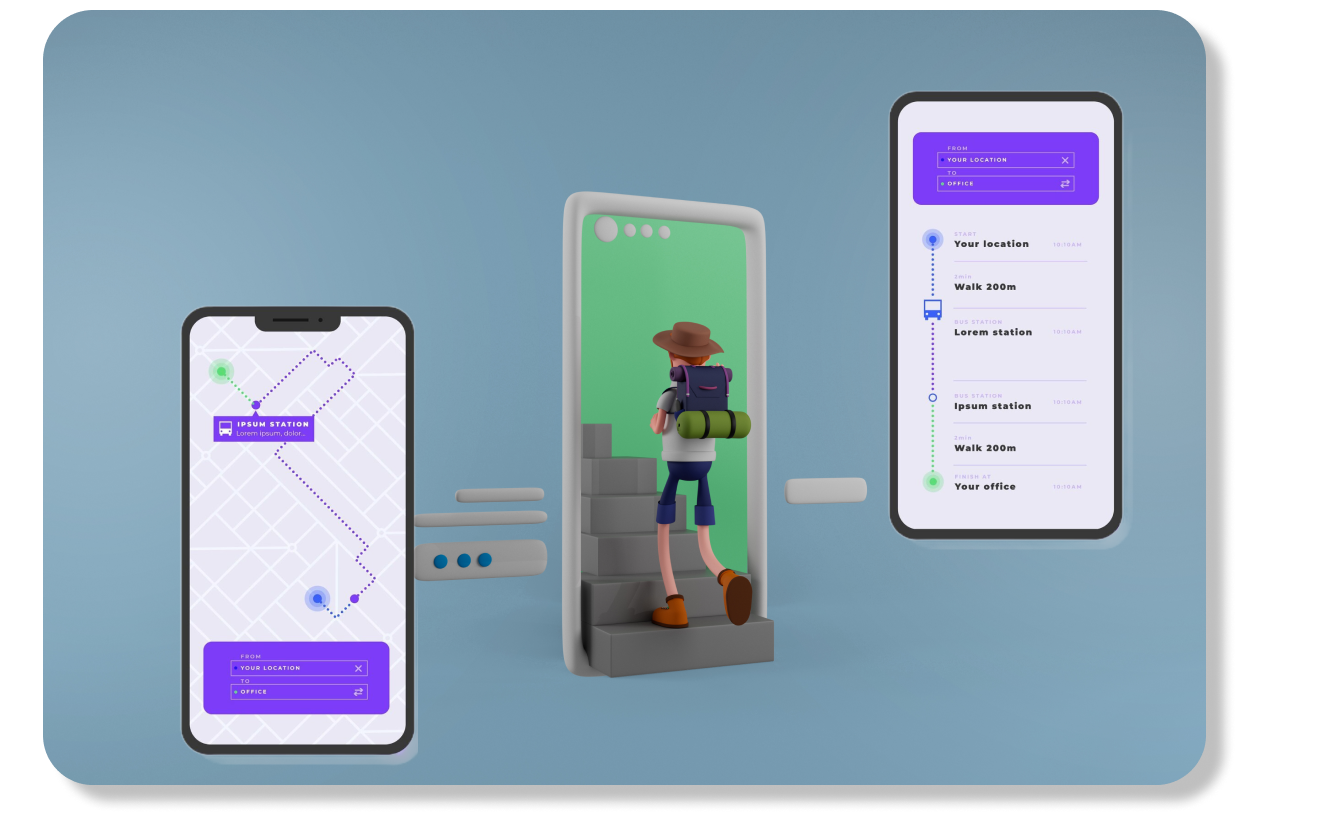 IPSUM STATION
Lorem ipsum, dolor...
FROM
YOUR LOCATION
TO
OFFICE
FROM
YOUR LOCATION
TO
OFFICE
START
Your location
10:10AM
5min
Walk 200m
BUS STATION
Lorem station
10:10AM
BUS STATION
Ipsum station
10:10AM
5min
Walk 200m
FINISH AT
Your office
10:10AM